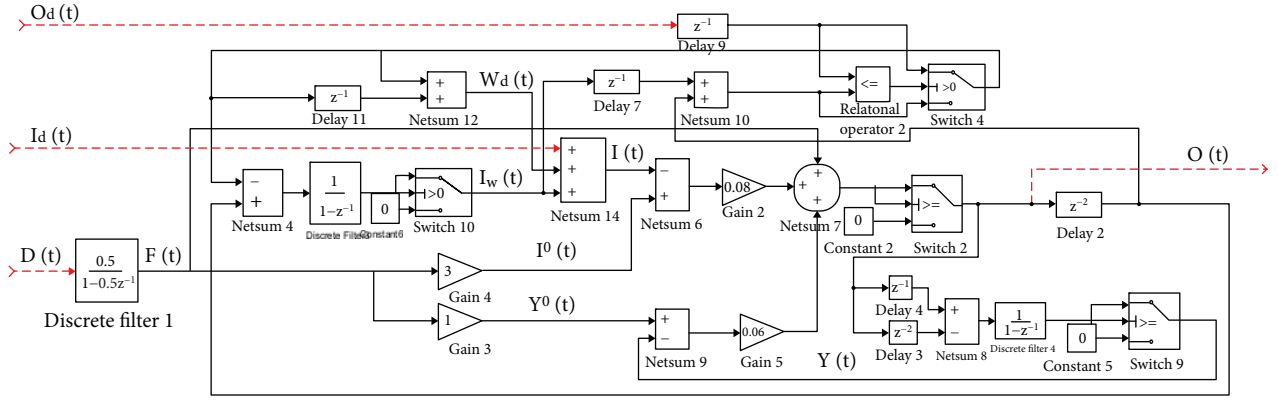 Od (t)
z-1
Delay 9
z-1
Delay 11
+
+
Netsum 12
Wd (t)
z-1
Delay 7
+
+
Netsum 10
<=
Relatonal
operator 2
>0
Switch 4
Id (t)
−
+
Netsum 4
1
1−z-1
Discrete Filter
0
Constant6
>0
Switch 10
Iw (t)
+
+
+
Netsum 14
I (t)
−
+
Netsum 6
0.08
Gain 2
+
+
+
Netsum 7
0
Constant 2
>=
Switch 2
O (t)
z-2
Delay 2
D (t)
0.5
1−0.5z-1
Discrete filter 1
F (t)
3
Gain 4
I0 (t)
1
Gain 3
Y0 (t)
+
−
Netsum 9
0.06
Gain 5
Y (t)
z-1
Delay 4
z-2
Delay 3
+
−
Netsum 8
1
1−z-1
Discrete filter 4
0
Constant 5
>=
Switch 9